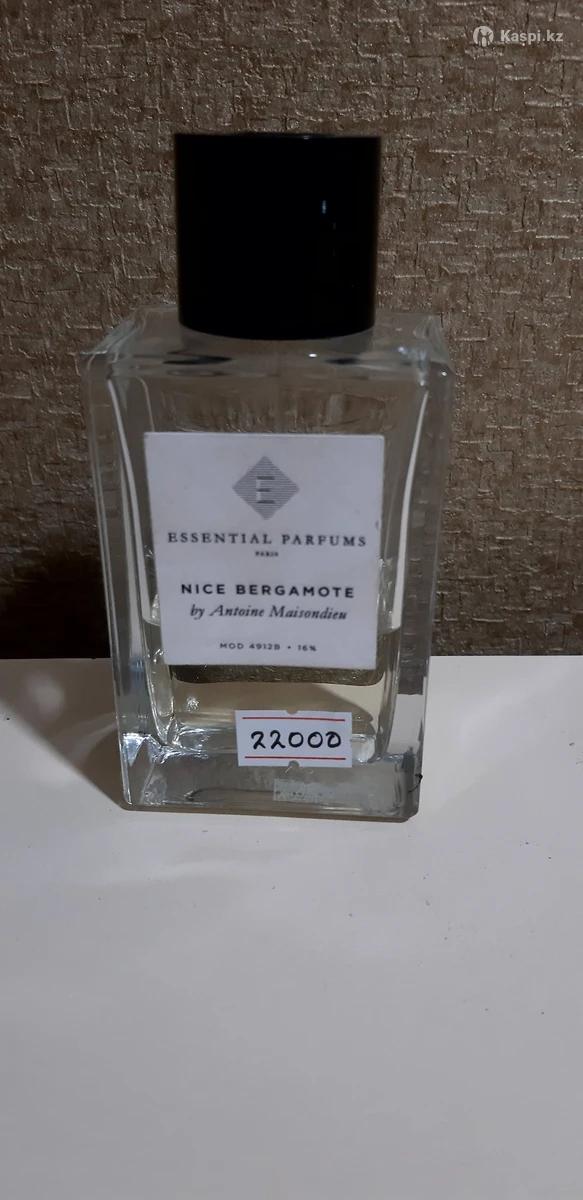 Kaspi.kz
E
ESSENTIAL PARFUMS
PARIS
NICE BERGAMOTE
by Antoine Maisondieu
MOD 4912B • 16%
22000